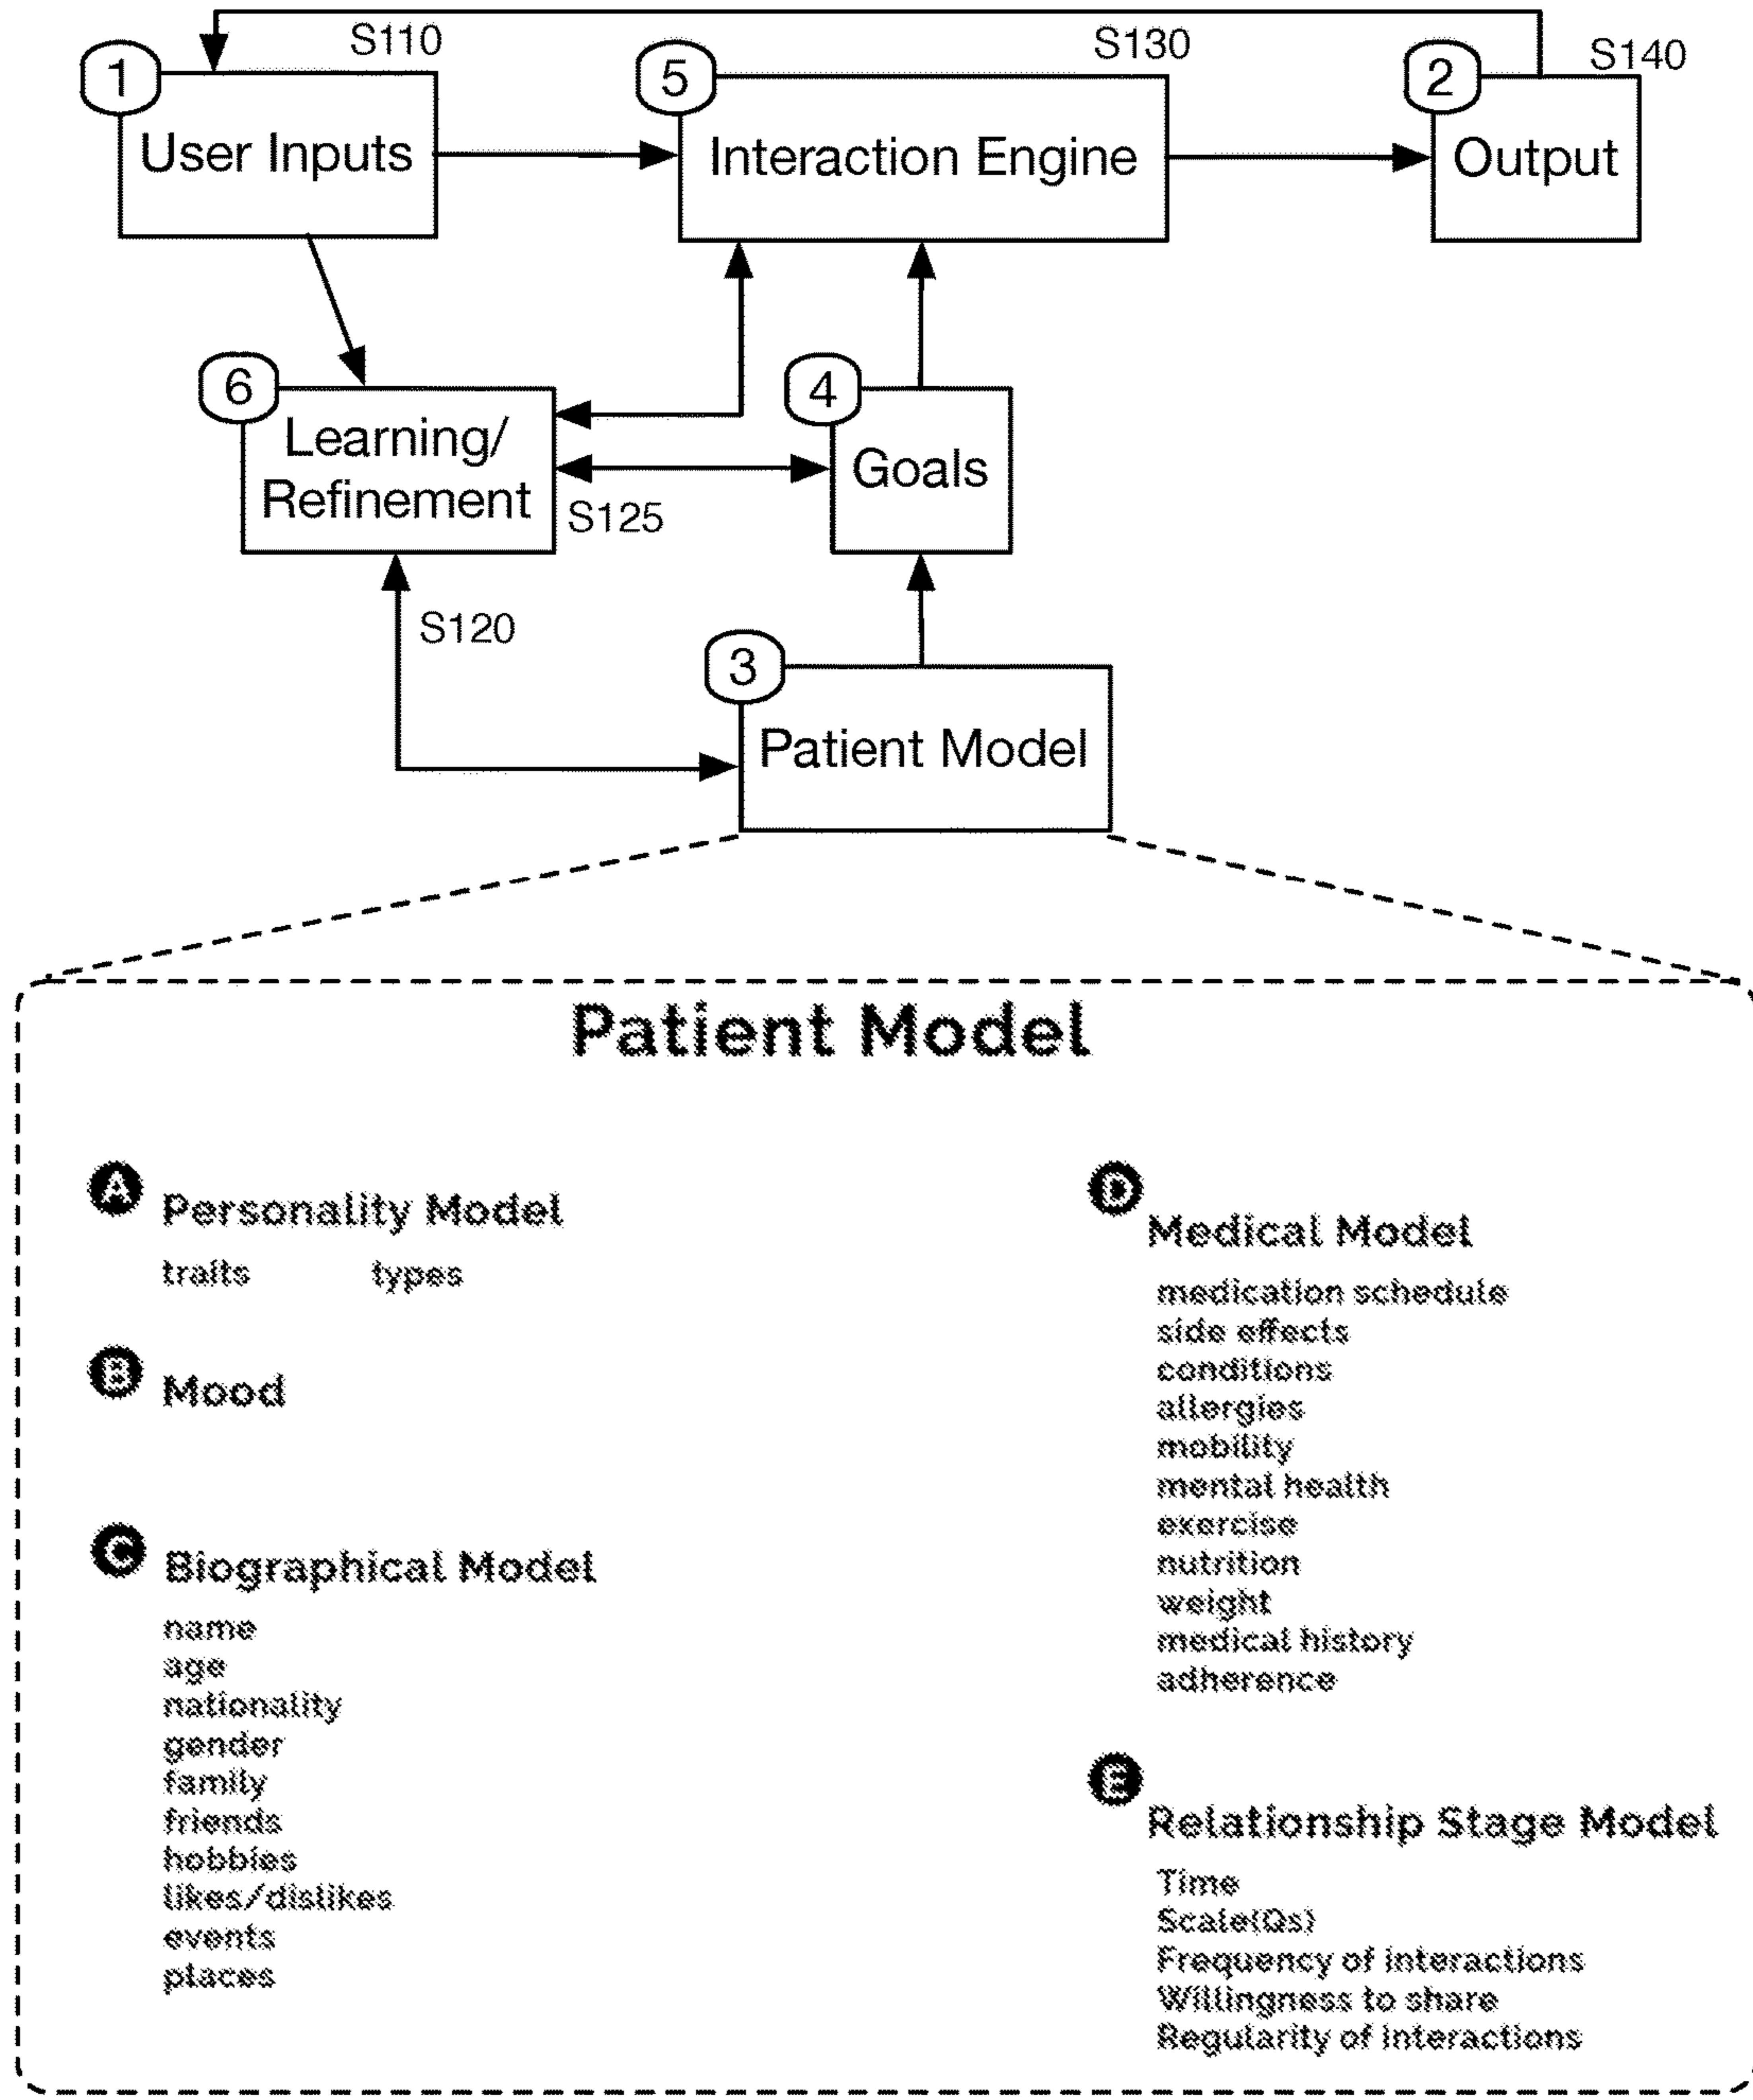 S110
S130
S140
1
User Inputs
5
Interaction Engine
2
Output
6
Learning/
Refinement
4
Goals
S125
S120
3
Patient Model
Patient Model
A
Personality Model
traits types
B
Mood
C
Biographical Model
name
age
nationality
gender
family
friends
hobbies
likes/dislikes
events
places
D
Medical Model
medication schedule
side effects
conditions
allergies
mobility
mental health
exercise
nutrition
weight
medical history
adherence
E
Relationship Stage Model
Time
Scale(Qs)
Frequency of interactions
Willingness to share
Regularity of interactions